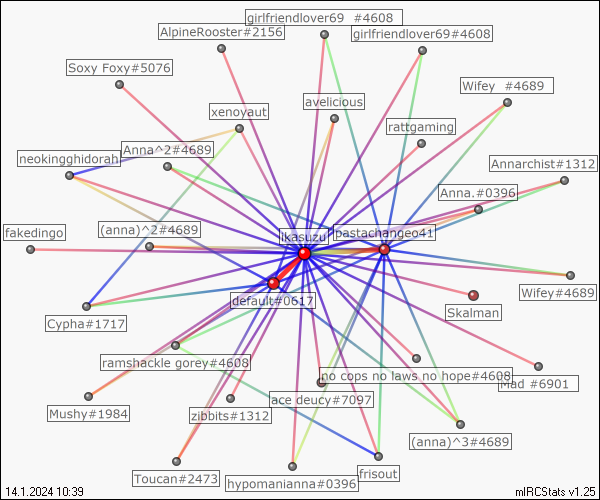 girlfriendlover69 #4608
AlpineRooster#2156
girlfriendlover69#4608
Soxy Foxy#5076
Wifey #4689
avelicious
xenoyaut
rattgaming
Anna^2#4689
neokingghidorah
Annarchist#1312
Anna.#0396
fakedingo
(anna)^2#4689
ikasuzu
pastachangeo41
default#0617
Wifey#4689
Skalman
Cypha#1717
ramshackle gorey#4608
no cops no laws no hope#4608
Mad #6901
ace deucy#7097
Mushy#1984
zibbits#1312
(anna)^3#4689
Toucan#2473
hypomanianna#0396
frisout
14.1.2024 10:39
mIRCStats v1.25